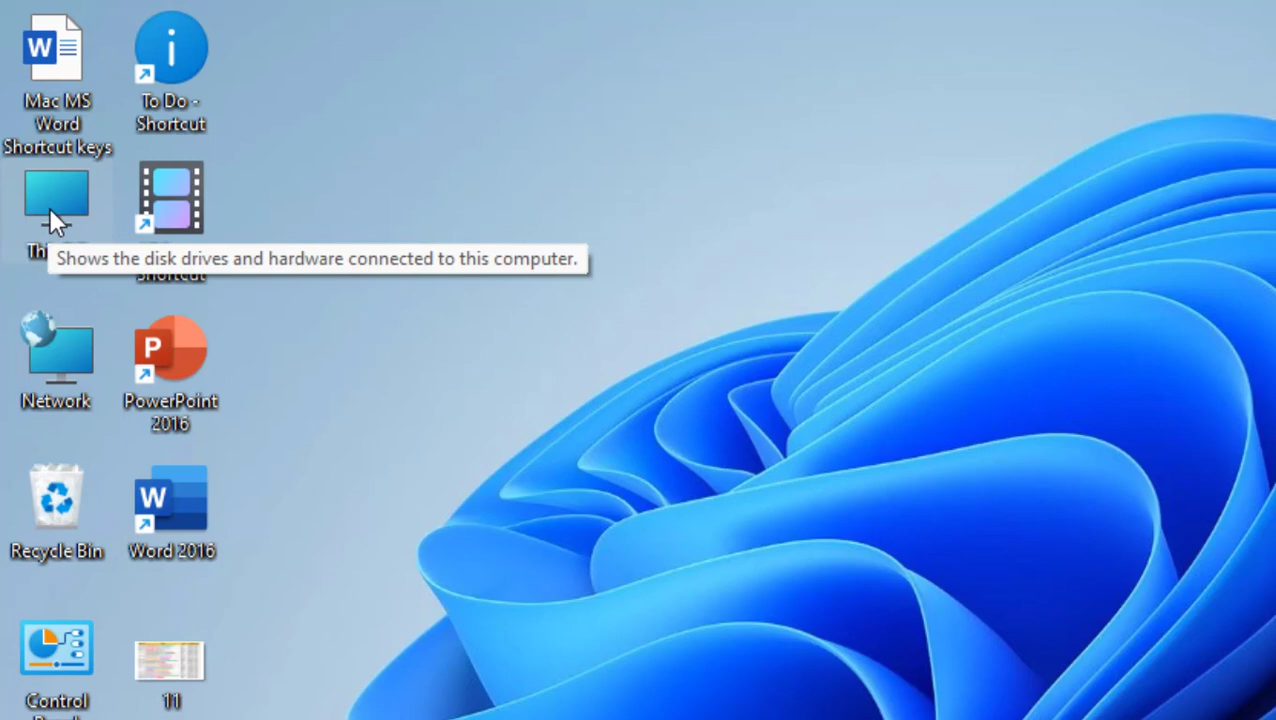 Mac MS
Word
Shortcut keys
To Do -
Shortcut
Shows the disk drives and hardware connected to this computer.
Shortcut
Network
PowerPoint
2016
Recycle Bin
Word 2016
Control
11